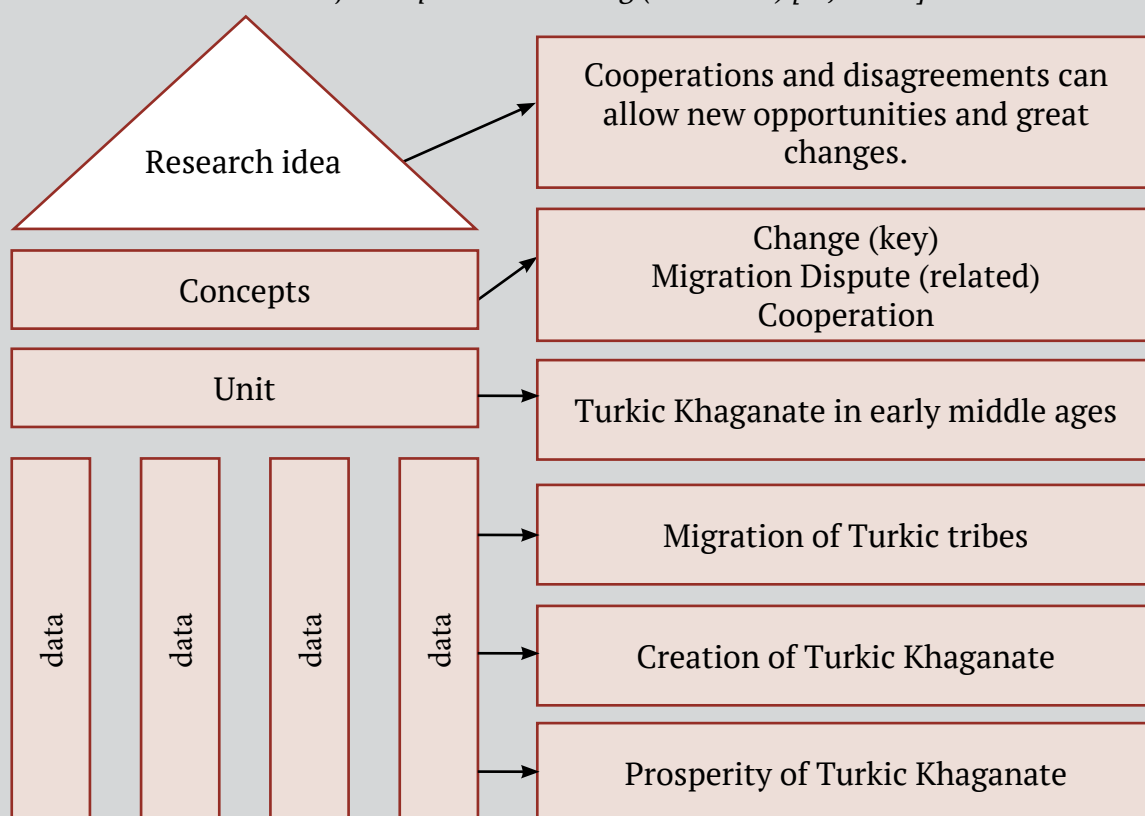 Research idea
Cooperations and disagreements can
allow new opportunities and great
changes.
Concepts
Change (key)
Migration Dispute (related)
Cooperation
Unit
Turkic Khaganate in early middle ages
data
data
data
data
Migration of Turkic tribes
Creation of Turkic Khaganate
Prosperity of Turkic Khaganate